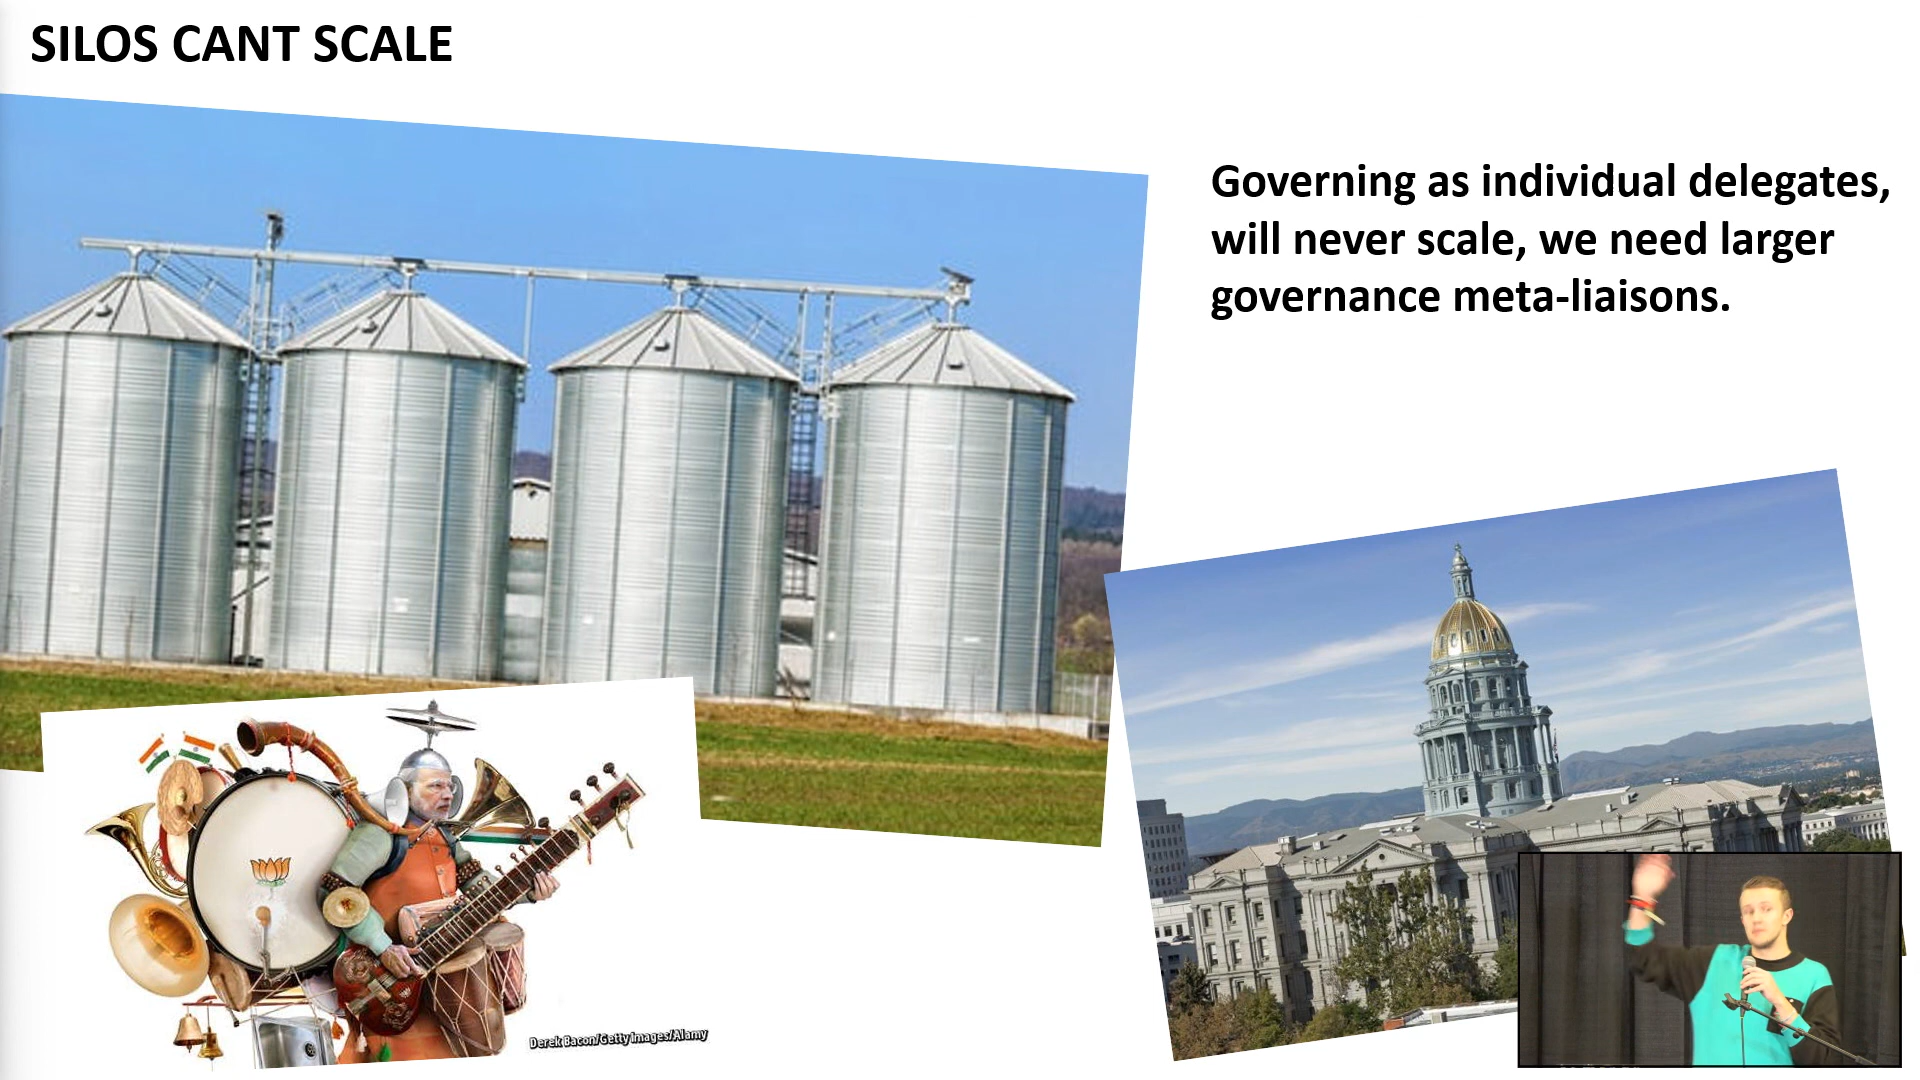 SILOS CANT SCALE
Governing as individual delegates,
will never scale, we need larger
governance meta-liaisons.
Derek Bacon/Getty Images/Alamy